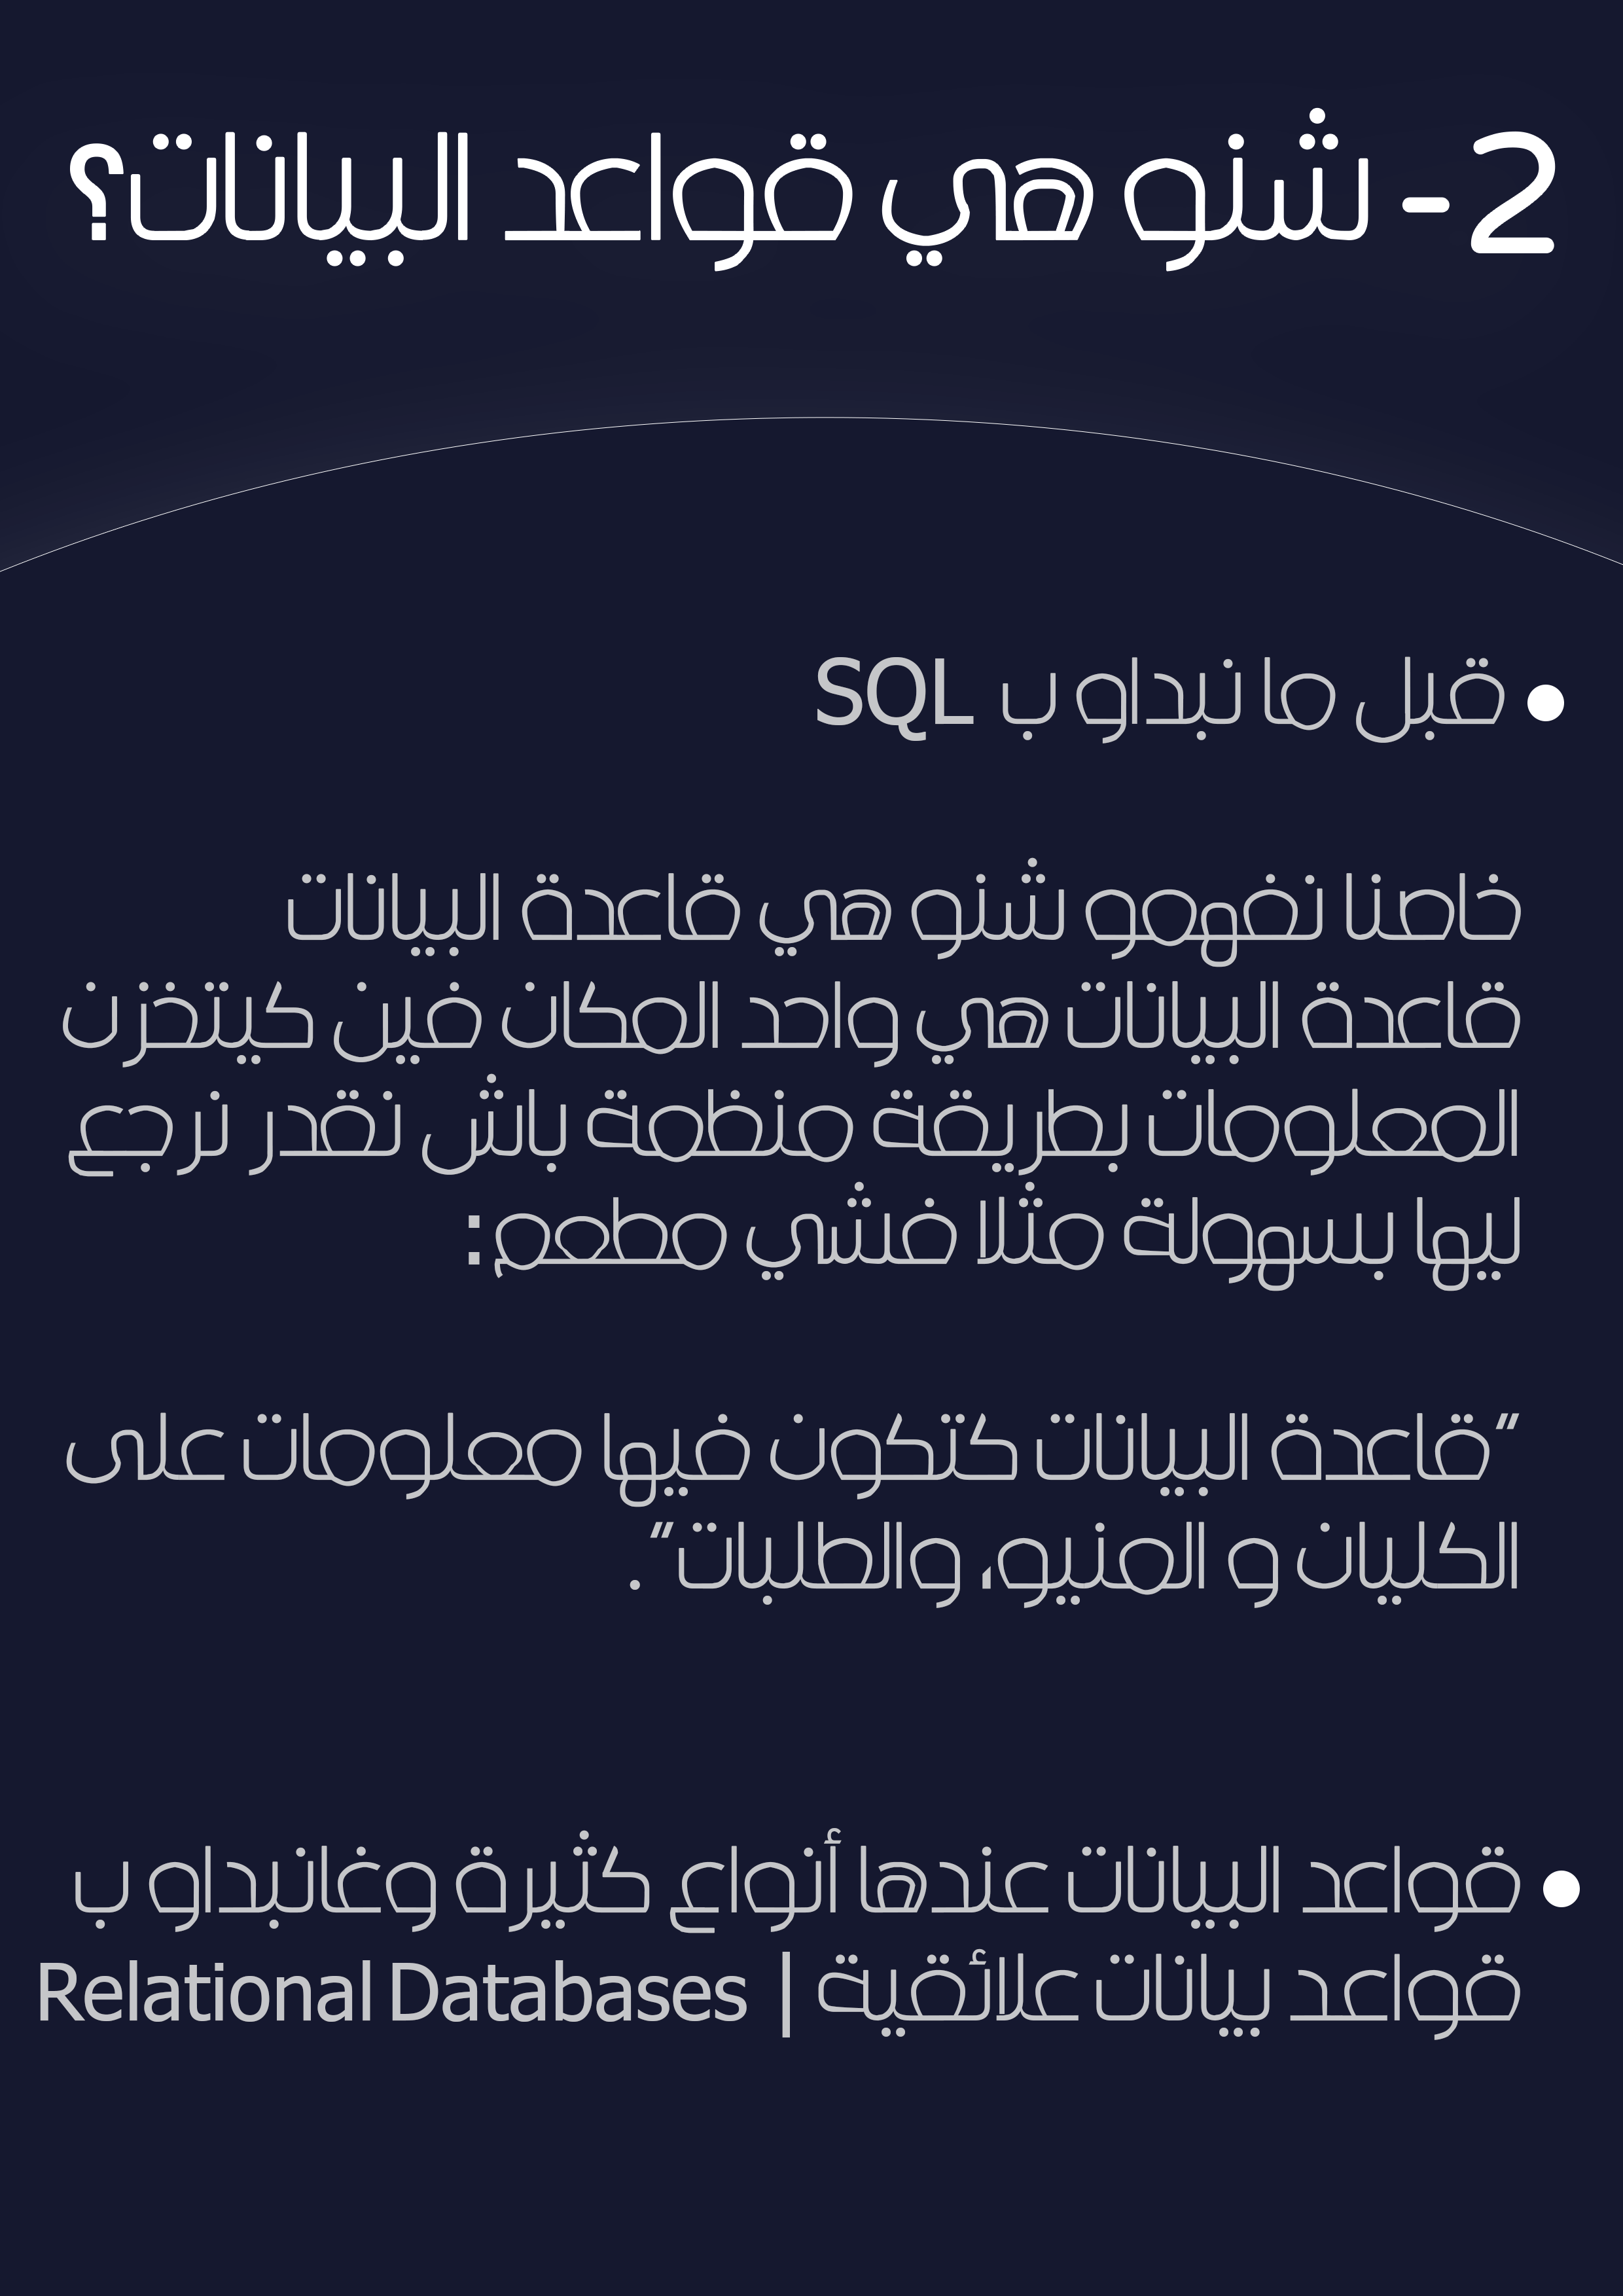 2- شنو هي قواعد البيانات؟
• قبل ما نبداو ب SQL
خاصنا نفهمو شنو هي قاعدة البيانات
قاعدة البيانات هي واحد المكان فين كيتخزن
المعلومات بطريقة منظمة باش نقدر نرجع
ليها بسهولة مثلا فشي مطعم:
"قاعدة البيانات كتكون فيها معلومات على
الكليان و المنيو، والطلبات".
• قواعد البيانات عندها أنواع كثيرة وغانبداو ب
قواعد بيانات علائقية | Relational Databases